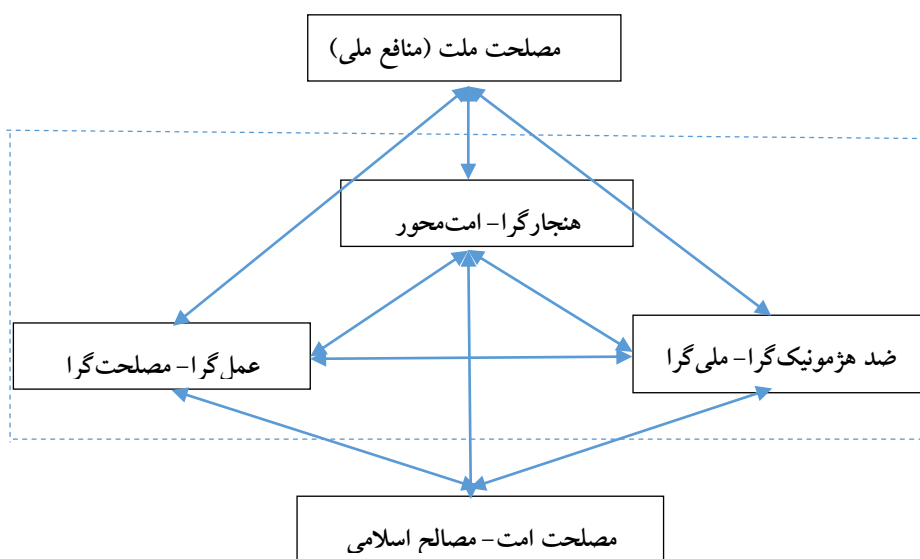 مصلحت ملت (منافع ملی)
هنجارگرا- امت‌محور
ضد هژمونیک‌گرا- ملی‌گرا
عمل‌گرا- مصلحت‌گرا
مصلحت امت- مصالح اسلامی